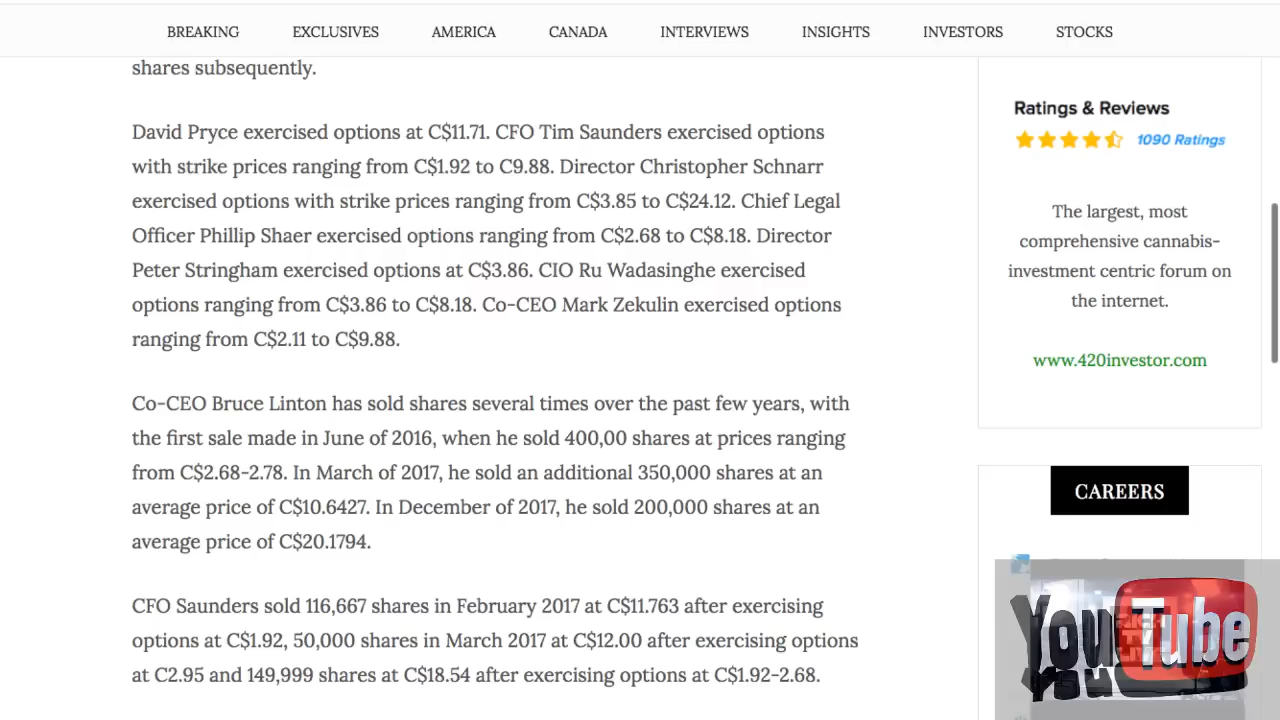 BREAKING EXCLUSIVES AMERICA CANADA INTERVIEWS INSIGHTS INVESTORS STOCKS
shares subsequently.
David Pryce exercised options at C$11.71. CFO Tim Saunders exercised options
with strike prices ranging from C$1.92 to C9.88. Director Christopher Schnarr
exercised options with strike prices ranging from C$3.85 to C$24.12. Chief Legal
Officer Phillip Shaer exercised options ranging from C$2.68 to C$8.18. Director
Peter Stringham exercised options at C$3.86. CIO Ru Wadasinghe exercised
options ranging from C$3.86 to C$8.18. Co-CEO Mark Zekulin exercised options
ranging from C$2.11 to C$9.88.
Co-CEO Bruce Linton has sold shares several times over the past few years, with
the first sale made in June of 2016, when he sold 400,00 shares at prices ranging
from C$2.68-2.78. In March of 2017, he sold an additional 350,000 shares at an
average price of C$10.6427. In December of 2017, he sold 200,000 shares at an
average price of C$20.1794.
CFO Saunders sold 116,667 shares in February 2017 at C$11.763 after exercising
options at C$1.92, 50,000 shares in March 2017 at C$12.00 after exercising options
at C2.95 and 149,999 shares at C$18.54 after exercising options at C$1.92-2.68.
Ratings & Reviews
1090 Ratings
The largest, most
comprehensive cannabis-
investment centric forum on
the internet.
www.420investor.com
CAREERS
YouTube